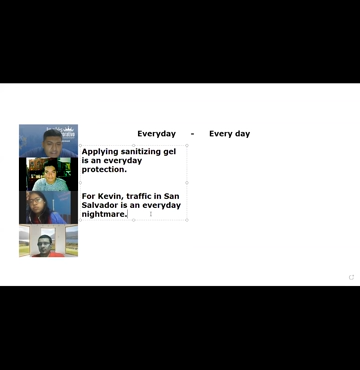 Everyday - Every day
Applying sanitizing gel
is an everyday
protection.
For Kevin, traffic in San
Salvador is an everyday
nightmare.